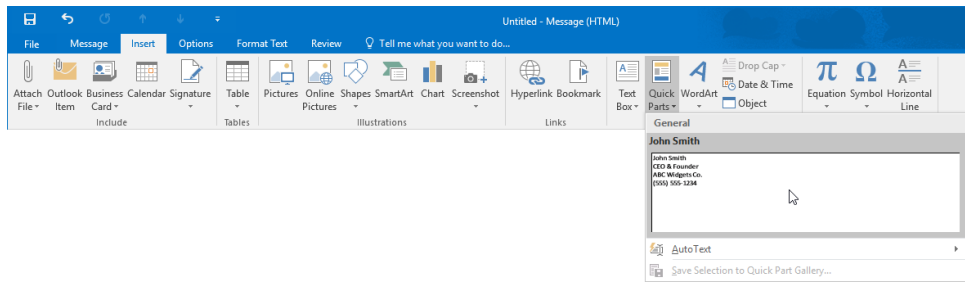 Untitled - Message (HTML)
File Message Insert Options Format Text Review Tell me what you want to do...
Attach File Outlook Item Business Card Calendar Signature Table Pictures Online Pictures Shapes SmartArt Chart Screenshot Hyperlink Bookmark Text Box Quick Parts WordArt Drop Cap Date & Time Object Equation Symbol Horizontal Line
Include Tables Illustrations Links
General
John Smith
John Smith
CEO & Founder
ABC Widgets Co.
(555) 555-1234
AutoText
Save Selection to Quick Part Gallery...